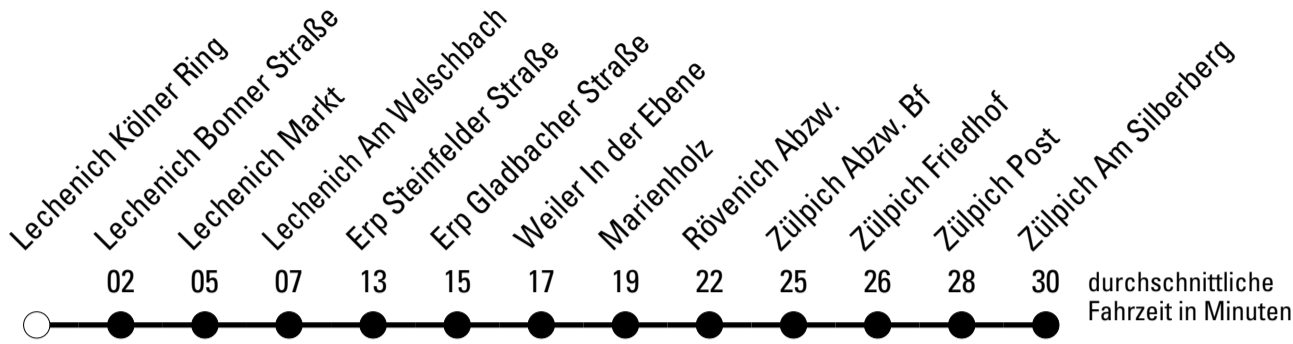 Lechenich Kölner Ring
Lechenich Bonner Straße
Lechenich Markt
Lechenich Am Welschbach
Erp Steinfelder Straße
Erp Gladbacher Straße
Weiler In der Ebene
Marienholz
Rövenich Abzw.
Zülpich Abzw. Bf
Zülpich Friedhof
Zülpich Post
Zülpich Am Silberberg
02 05 07 13 15 17 19 22 25 26 28 30
durchschnittliche
Fahrzeit in Minuten